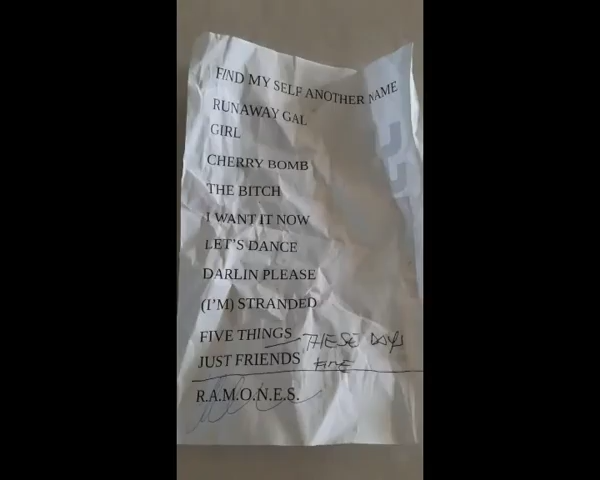 FIND MY SELF ANOTHER NAME
RUNAWAY GAL
GIRL
CHERRY BOMB
THE BITCH
I WANT IT NOW
LET'S DANCE
DARLIN PLEASE
(I'M) STRANDED
FIVE THINGS THESE DAYS
JUST FRIENDS FINE
R.A.M.O.N.E.S.